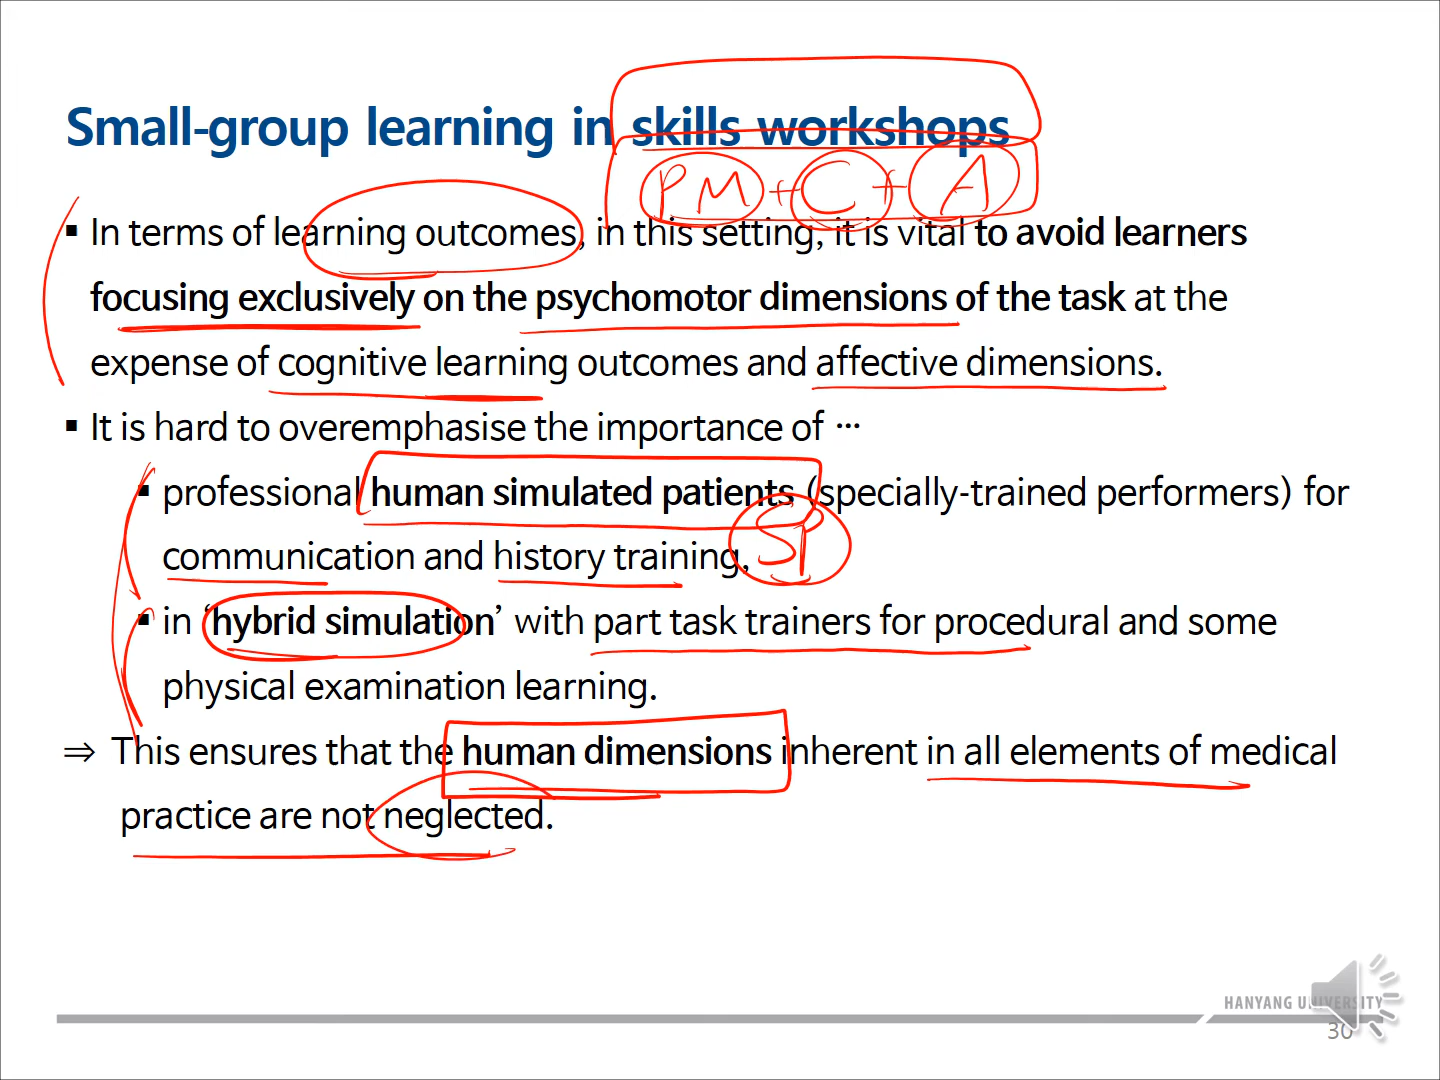 Small-group learning in skills workshops
PM + C + A
▪ In terms of learning outcomes, in this setting, it is vital to avoid learners
focusing exclusively on the psychomotor dimensions of the task at the
expense of cognitive learning outcomes and affective dimensions.
▪ It is hard to overemphasise the importance of …
▪ professional human simulated patients (specially-trained performers) for
communication and history training,
SP
▪ in ‘hybrid simulation’ with part task trainers for procedural and some
physical examination learning.
⇒ This ensures that the human dimensions inherent in all elements of medical
practice are not neglected.
HANYANG UNIVERSITY
30